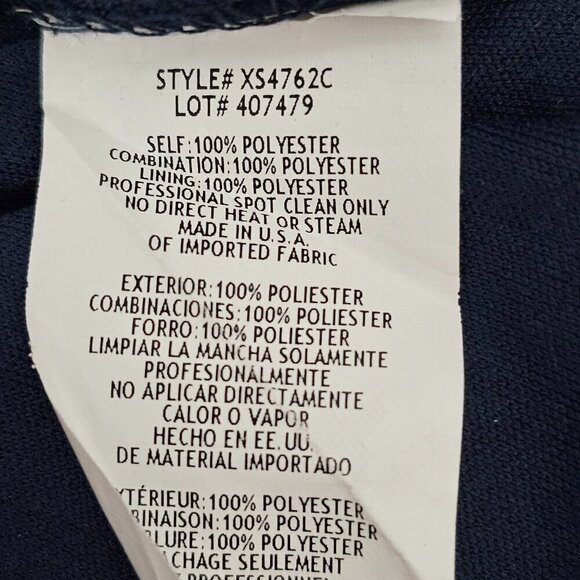 STYLE# XS4762C
LOT# 407479
SELF:100% POLYESTER
COMBINATION:100% POLYESTER
LINING:100% POLYESTER
PROFESSIONAL SPOT CLEAN ONLY
NO DIRECT HEAT OR STEAM
MADE IN U.S.A.
OF IMPORTED FABRIC
EXTERIOR:100% POLIESTER
COMBINACIONES:100% POLIESTER
FORRO:100% POLIESTER
LIMPIAR LA MANCHA SOLAMENTE
PROFESIONALMENTE
NO APLICAR DIRECTAMENTE
CALOR O VAPOR
HECHO EN EE.UU.
DE MATERIAL IMPORTADO
XTÉRIEUR:100% POLYESTER
BINAISON:100% POLYESTER
BLURE:100% POLYESTER
CHAGE SEULEMENT